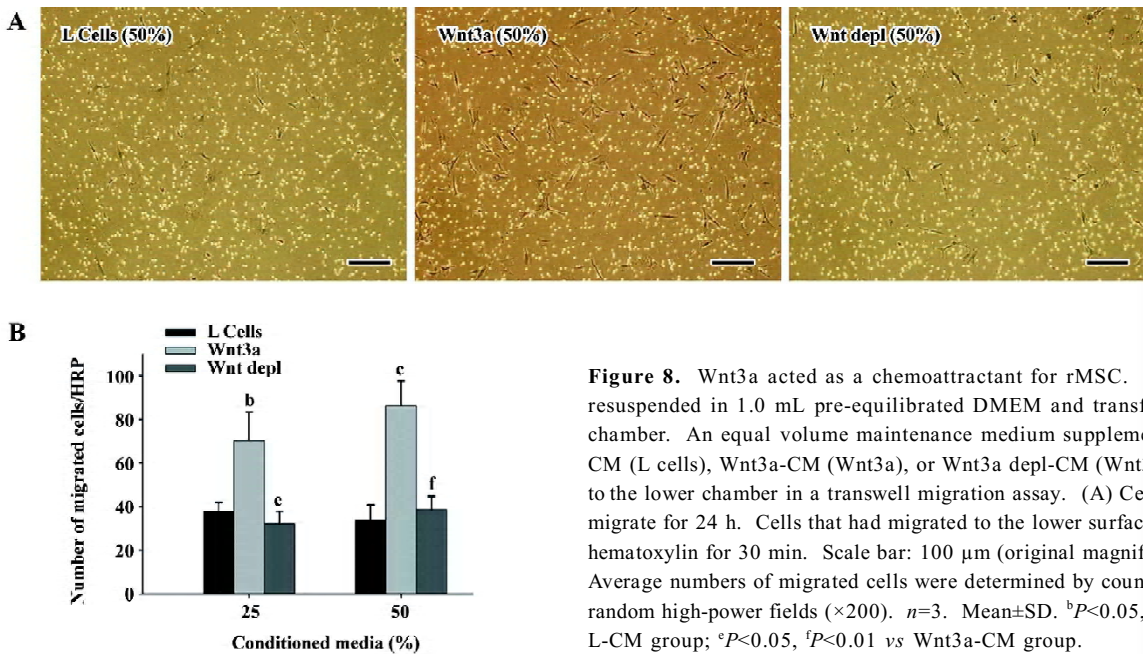 A
L Cells (50%)
Wnt3a (50%)
Wnt depl (50%)
B
L Cells
Wnt3a
Wnt depl
Number of migrated cells/HRP
100
80
60
40
20
0
b
e
c
f
25
50
Conditioned media (%)
Figure 8. Wnt3a acted as a chemoattractant for rMSC.
resuspended in 1.0 mL pre-equilibrated DMEM and transf
chamber. An equal volume maintenance medium suppleme
CM (L cells), Wnt3a-CM (Wnt3a), or Wnt3a depl-CM (Wnt
to the lower chamber in a transwell migration assay. (A) Ce
migrate for 24 h. Cells that had migrated to the lower surfac
hematoxylin for 30 min. Scale bar: 100 µm (original magnif
Average numbers of migrated cells were determined by coun
random high-power fields (×200). n=3. Mean±SD. ᵇP<0.05,
L-CM group; ᵉP<0.05, ᶠP<0.01 vs Wnt3a-CM group.